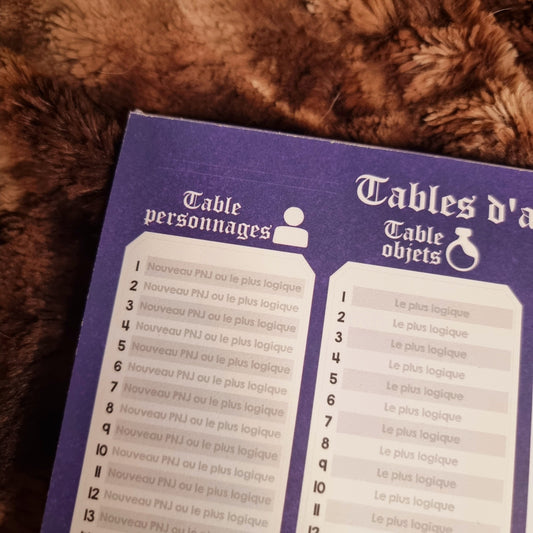 Tables d'a
Table
personnages
1 Nouveau PNJ ou le plus logique
2 Nouveau PNJ ou le plus logique
3 Nouveau PNJ ou le plus logique
4 Nouveau PNJ ou le plus logique
5 Nouveau PNJ ou le plus logique
6 Nouveau PNJ ou le plus logique
7 Nouveau PNJ ou le plus logique
8 Nouveau PNJ ou le plus logique
9 Nouveau PNJ ou le plus logique
10 Nouveau PNJ ou le plus logique
11 Nouveau PNJ ou le plus logique
12 Nouveau PNJ ou le plus logique
13 Nouveau PNJ ou le plus logique
Table
objets
1 Le plus logique
2 Le plus logique
3 Le plus logique
4 Le plus logique
5 Le plus logique
6 Le plus logique
7 Le plus logique
8 Le plus logique
9 Le plus logique
10 Le plus logique
11 Le plus logique
12